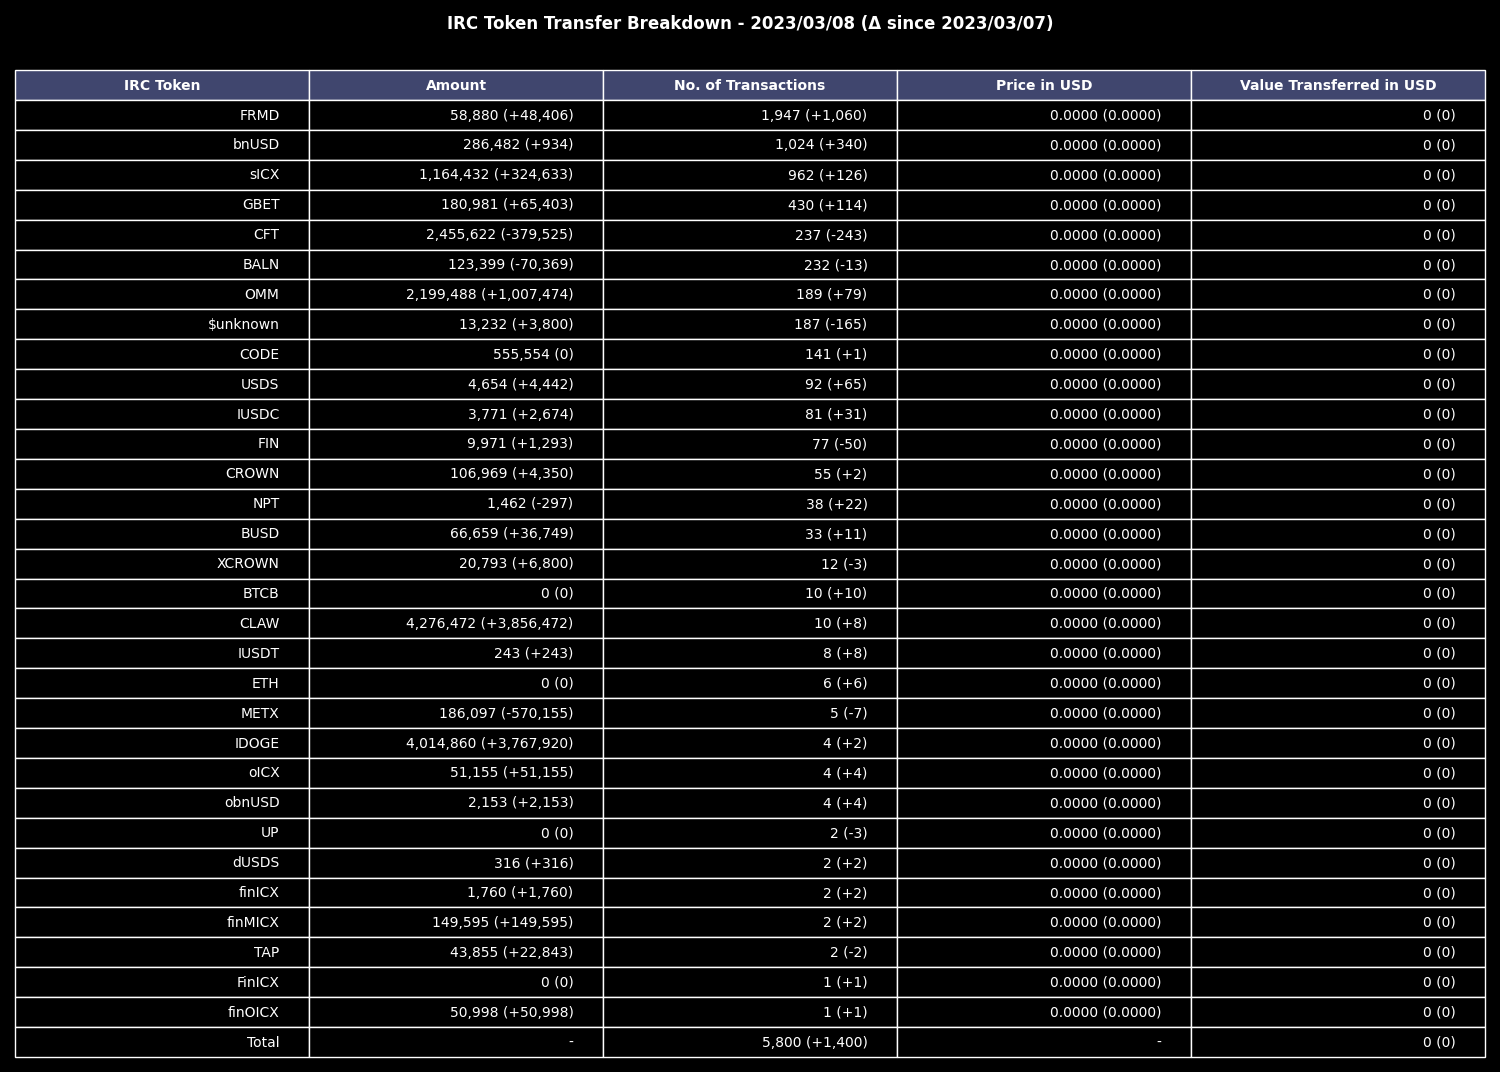 IRC Token Transfer Breakdown - 2023/03/08 (Δ since 2023/03/07)
IRC Token Amount No. of Transactions Price in USD Value Transferred in USD
FRMD 58,880 (+48,406) 1,947 (+1,060) 0.0000 (0.0000) 0 (0)
bnUSD 286,482 (+934) 1,024 (+340) 0.0000 (0.0000) 0 (0)
sICX 1,164,432 (+324,633) 962 (+126) 0.0000 (0.0000) 0 (0)
GBET 180,981 (+65,403) 430 (+114) 0.0000 (0.0000) 0 (0)
CFT 2,455,622 (-379,525) 237 (-243) 0.0000 (0.0000) 0 (0)
BALN 123,399 (-70,369) 232 (-13) 0.0000 (0.0000) 0 (0)
OMM 2,199,488 (+1,007,474) 189 (+79) 0.0000 (0.0000) 0 (0)
$unknown 13,232 (+3,800) 187 (-165) 0.0000 (0.0000) 0 (0)
CODE 555,554 (0) 141 (+1) 0.0000 (0.0000) 0 (0)
USDS 4,654 (+4,442) 92 (+65) 0.0000 (0.0000) 0 (0)
IUSDC 3,771 (+2,674) 81 (+31) 0.0000 (0.0000) 0 (0)
FIN 9,971 (+1,293) 77 (-50) 0.0000 (0.0000) 0 (0)
CROWN 106,969 (+4,350) 55 (+2) 0.0000 (0.0000) 0 (0)
NPT 1,462 (-297) 38 (+22) 0.0000 (0.0000) 0 (0)
BUSD 66,659 (+36,749) 33 (+11) 0.0000 (0.0000) 0 (0)
XCROWN 20,793 (+6,800) 12 (-3) 0.0000 (0.0000) 0 (0)
BTCB 0 (0) 10 (+10) 0.0000 (0.0000) 0 (0)
CLAW 4,276,472 (+3,856,472) 10 (+8) 0.0000 (0.0000) 0 (0)
IUSDT 243 (+243) 8 (+8) 0.0000 (0.0000) 0 (0)
ETH 0 (0) 6 (+6) 0.0000 (0.0000) 0 (0)
METX 186,097 (-570,155) 5 (-7) 0.0000 (0.0000) 0 (0)
IDOGE 4,014,860 (+3,767,920) 4 (+2) 0.0000 (0.0000) 0 (0)
oICX 51,155 (+51,155) 4 (+4) 0.0000 (0.0000) 0 (0)
obnUSD 2,153 (+2,153) 4 (+4) 0.0000 (0.0000) 0 (0)
UP 0 (0) 2 (-3) 0.0000 (0.0000) 0 (0)
dUSDS 316 (+316) 2 (+2) 0.0000 (0.0000) 0 (0)
finICX 1,760 (+1,760) 2 (+2) 0.0000 (0.0000) 0 (0)
finMICX 149,595 (+149,595) 2 (+2) 0.0000 (0.0000) 0 (0)
TAP 43,855 (+22,843) 2 (-2) 0.0000 (0.0000) 0 (0)
FinICX 0 (0) 1 (+1) 0.0000 (0.0000) 0 (0)
finOICX 50,998 (+50,998) 1 (+1) 0.0000 (0.0000) 0 (0)
Total - 5,800 (+1,400) - 0 (0)